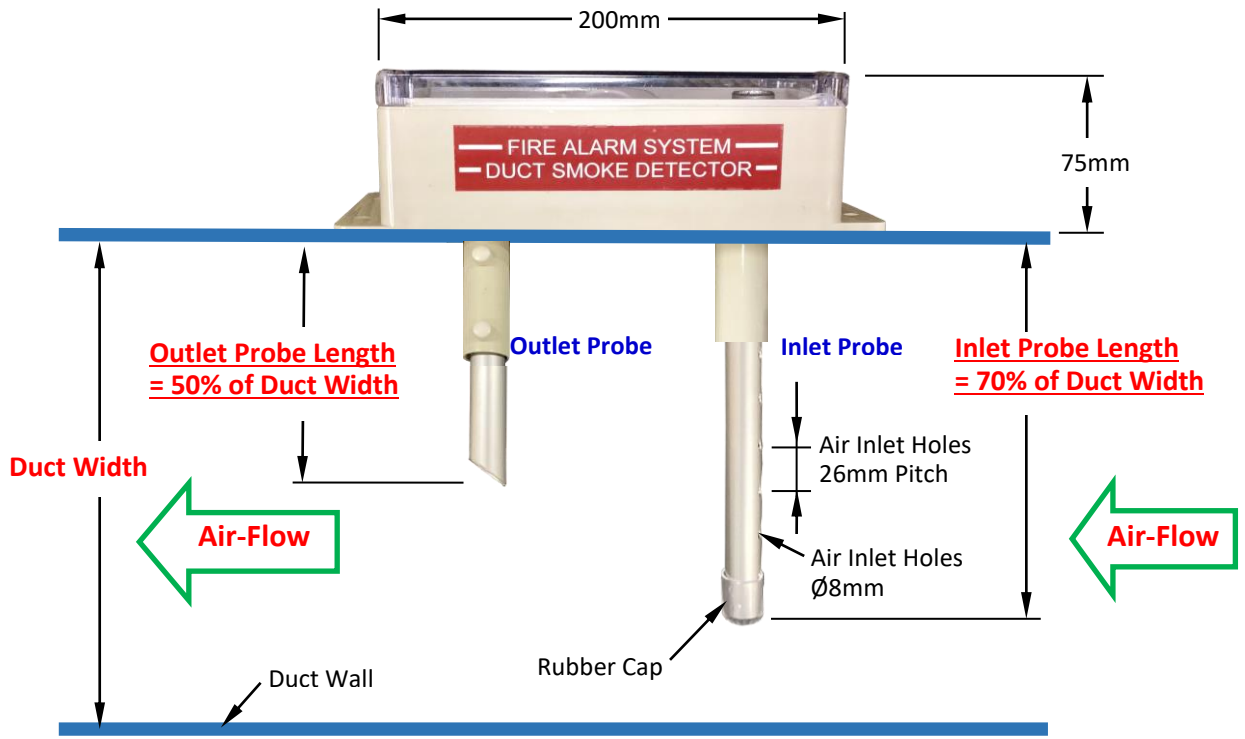 200mm
FIRE ALARM SYSTEM
DUCT SMOKE DETECTOR
75mm
Outlet Probe Length
= 50% of Duct Width
Outlet Probe
Inlet Probe
Inlet Probe Length
= 70% of Duct Width
Duct Width
Air Inlet Holes
26mm Pitch
Air-Flow
Air-Flow
Air Inlet Holes
Ø8mm
Rubber Cap
Duct Wall